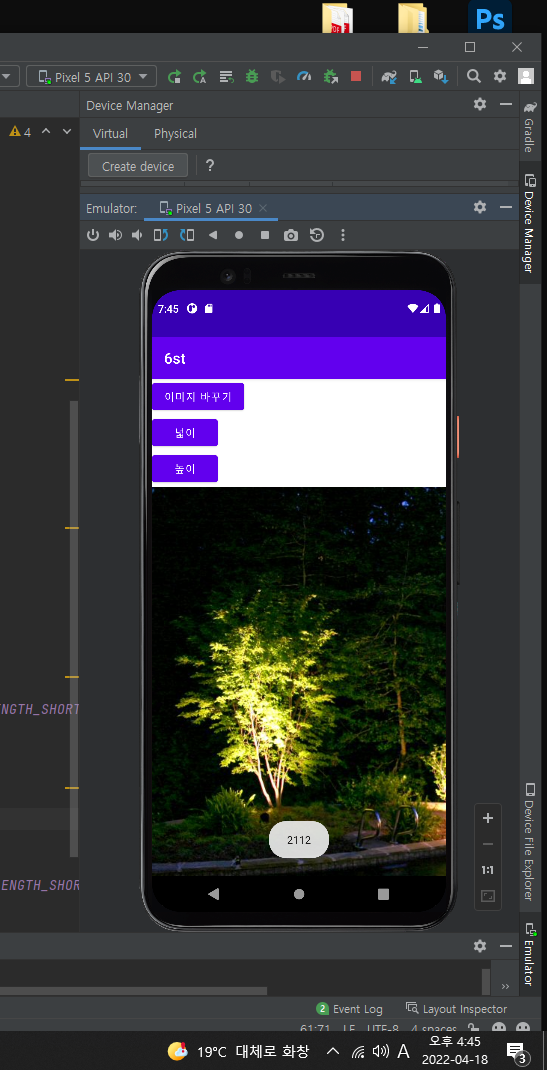 Ps
Pixel 5 API 30
Device Manager
4
Virtual Physical
Create device ?
Emulator: Pixel 5 API 30
7:45
6st
이미지 바꾸기
넓이
높이
2112
NGTH_SHORT
ENGTH_SHOR
1:1
Gradle
Device Manager
Device File Explorer
Emulator
2 Event Log Layout Inspector
61:71 LF UTF-8 4 spaces
19°C 대체로 화창 A 오후 4:45
2022-04-18 3